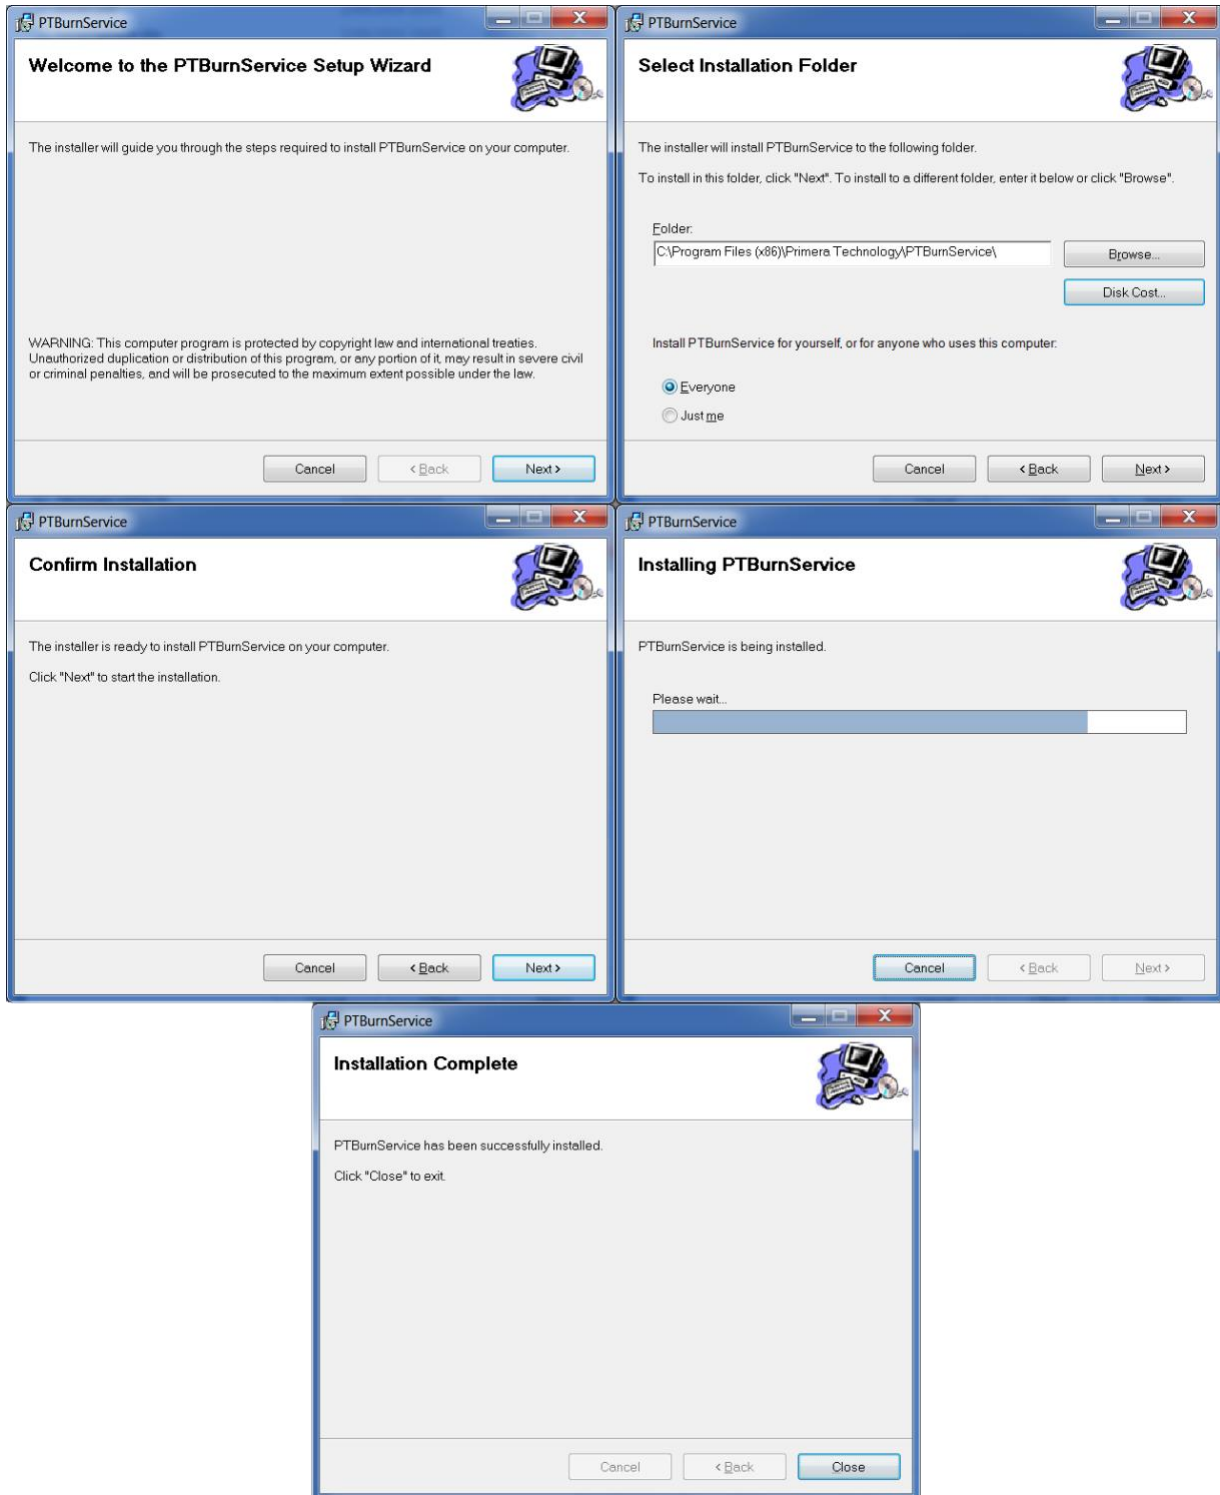 PTBurnService
Welcome to the PTBurnService Setup Wizard
The installer will guide you through the steps required to install PTBurnService on your computer.
WARNING: This computer program is protected by copyright law and international treaties.
Unauthorized duplication or distribution of this program, or any portion of it, may result in severe civil
or criminal penalties, and will be prosecuted to the maximum extent possible under the law.
Cancel
< Back
Next >
PTBurnService
Select Installation Folder
The installer will install PTBurnService to the following folder.
To install in this folder, click "Next". To install to a different folder, enter it below or click "Browse".
Folder:
C:\Program Files (x86)\Primera Technology\PTBurnService\
Browse...
Disk Cost...
Install PTBurnService for yourself, or for anyone who uses this computer:
Everyone
Just me
Cancel
< Back
Next >
PTBurnService
Confirm Installation
The installer is ready to install PTBurnService on your computer.
Click "Next" to start the installation.
Cancel
< Back
Next >
PTBurnService
Installing PTBurnService
PTBurnService is being installed.
Please wait...
Cancel
< Back
Next >
PTBurnService
Installation Complete
PTBurnService has been successfully installed.
Click "Close" to exit.
Cancel
< Back
Close